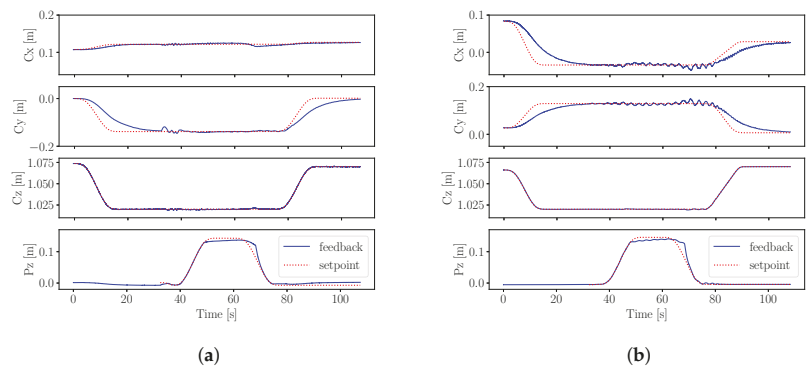 0.2
0.1
Cx [m]
0.0
−0.2
Cy [m]
1.075
1.050
1.025
Cz [m]
0.1
0.0
Pz [m]
feedback
setpoint
0 20 40 60 80 100
Time [s]
(a)
0.1
0.0
Cx [m]
0.2
0.0
Cy [m]
1.075
1.050
1.025
Cz [m]
0.1
0.0
Pz [m]
feedback
setpoint
0 20 40 60 80 100
Time [s]
(b)